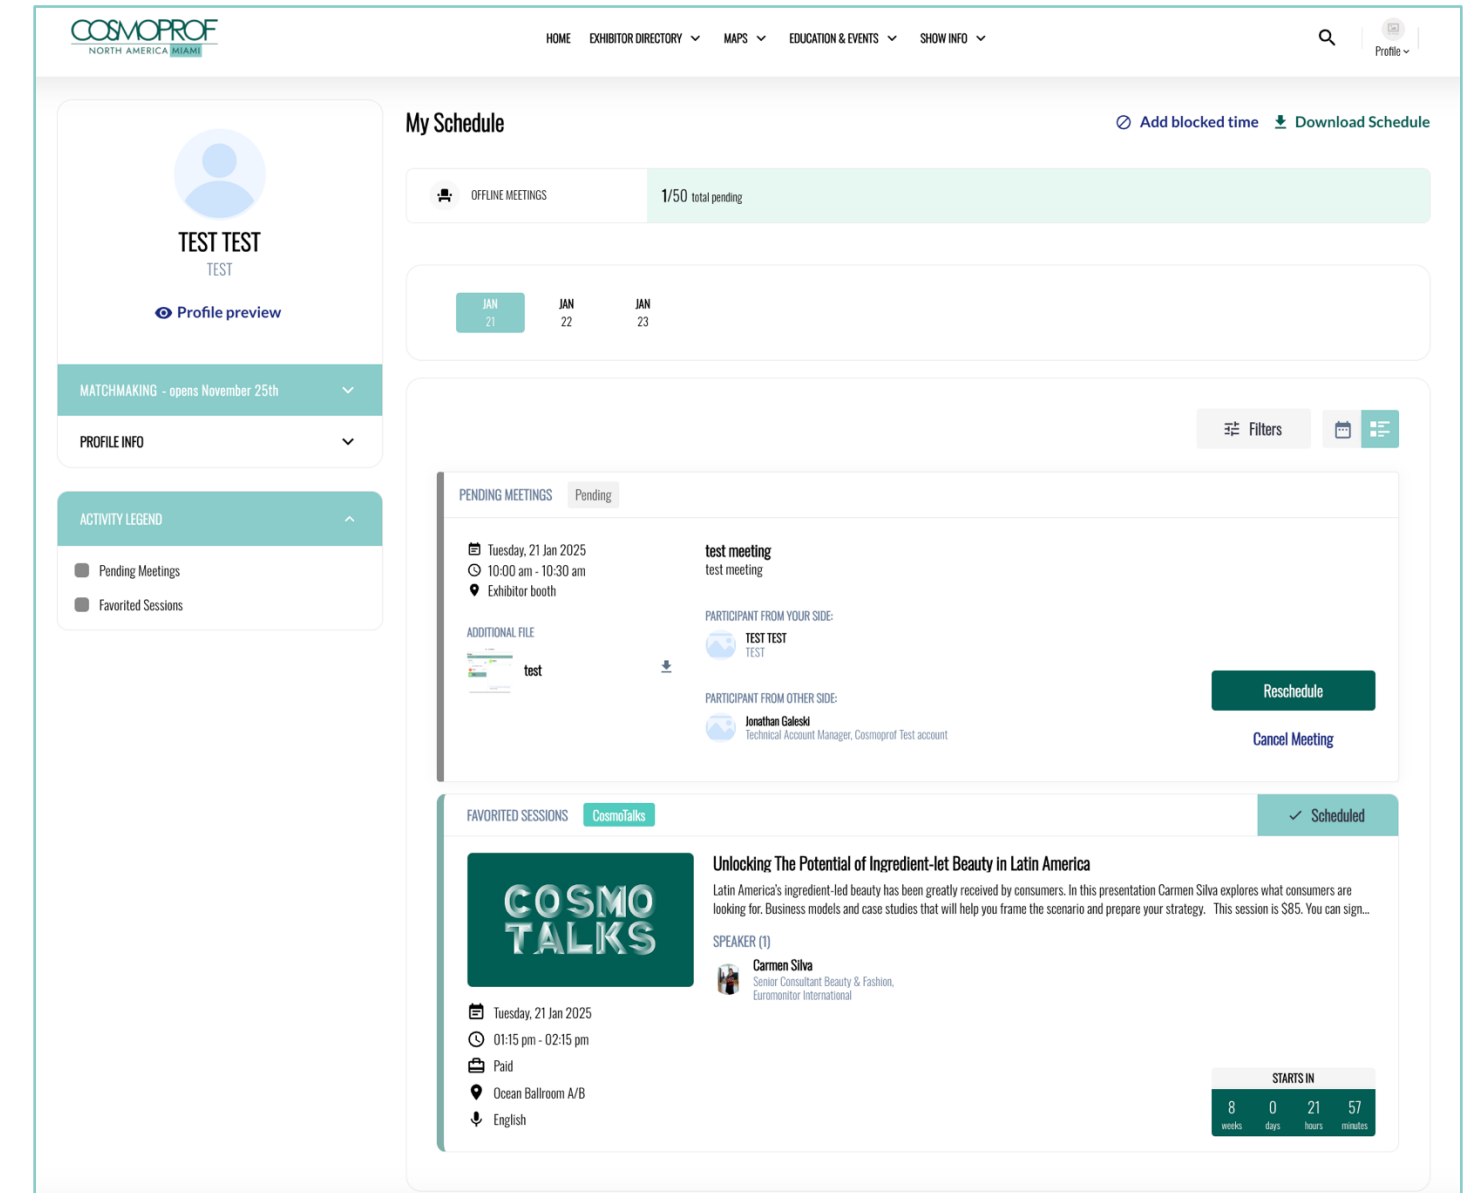 COSMOPROF
NORTH AMERICA MIAMI
HOME EXHIBITOR DIRECTORY MAPS EDUCATION & EVENTS SHOW INFO
Profile
TEST TEST
TEST
Profile preview
MATCHMAKING - opens November 25th
PROFILE INFO
ACTIVITY LEGEND
Pending Meetings
Favorited Sessions
My Schedule
Add blocked time Download Schedule
OFFLINE MEETINGS 1/50 total pending
JAN JAN JAN
21 22 23
Filters
PENDING MEETINGS Pending
Tuesday, 21 Jan 2025
10:00 am - 10:30 am
Exhibitor booth
ADDITIONAL FILE
test
test meeting
test meeting
PARTICIPANT FROM YOUR SIDE:
TEST TEST
TEST
PARTICIPANT FROM OTHER SIDE:
Jonathan Galeski
Technical Account Manager, Cosmoprof Test account
Reschedule
Cancel Meeting
FAVORITED SESSIONS CosmoTalks Scheduled
COSMO
TALKS
Tuesday, 21 Jan 2025
01:15 pm - 02:15 pm
Paid
Ocean Ballroom A/B
English
Unlocking The Potential of Ingredient-let Beauty in Latin America
Latin America's ingredient-led beauty has been greatly received by consumers. In this presentation Carmen Silva explores what consumers are
looking for. Business models and case studies that will help you frame the scenario and prepare your strategy. This session is $85. You can sign...
SPEAKER (1)
Carmen Silva
Senior Consultant Beauty & Fashion,
Euromonitor International
STARTS IN
8 0 21 57
weeks days hours minutes